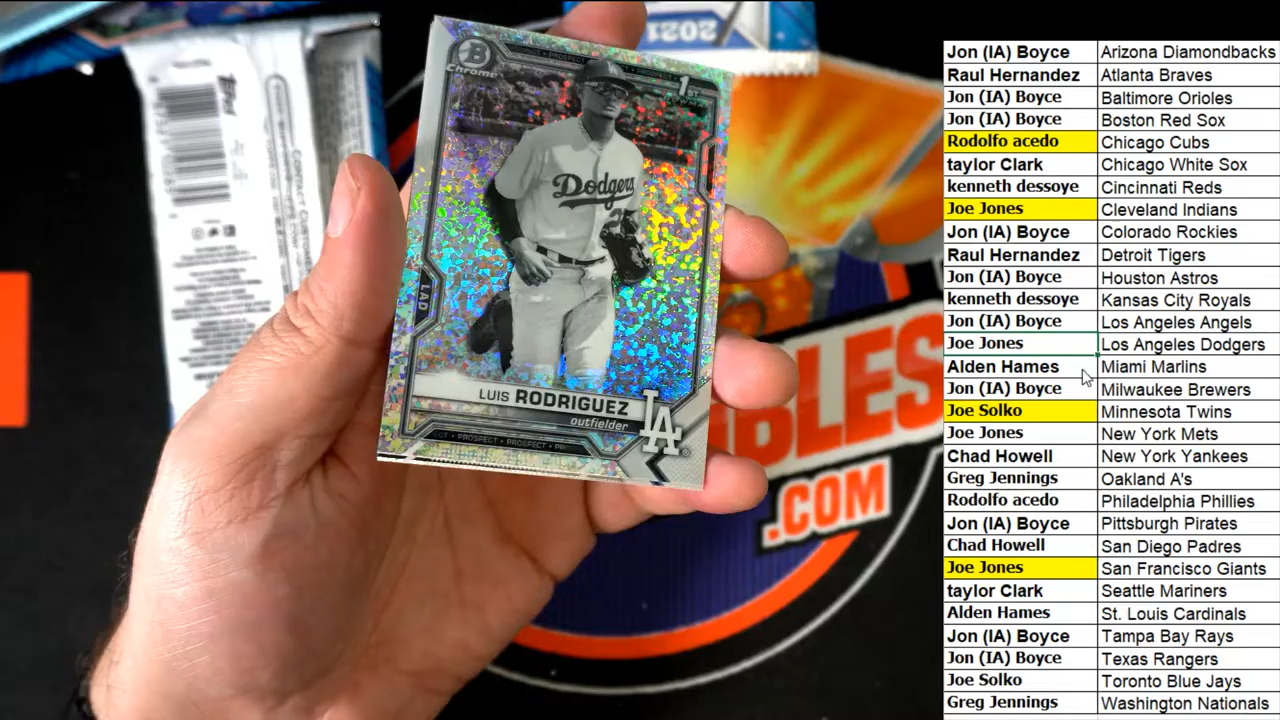 2021
topps
B
Chrome
PROSPECT
1ST
BOWMAN
Dodgers
LAD
LUIS RODRIGUEZ
outfielder
LA
PROSPECT • PROSPECT
BLES
.COM
Jon (IA) Boyce Arizona Diamondbacks
Raul Hernandez Atlanta Braves
Jon (IA) Boyce Baltimore Orioles
Jon (IA) Boyce Boston Red Sox
Rodolfo acedo Chicago Cubs
taylor Clark Chicago White Sox
kenneth dessoye Cincinnati Reds
Joe Jones Cleveland Indians
Jon (IA) Boyce Colorado Rockies
Raul Hernandez Detroit Tigers
Jon (IA) Boyce Houston Astros
kenneth dessoye Kansas City Royals
Jon (IA) Boyce Los Angeles Angels
Joe Jones Los Angeles Dodgers
Alden Hames Miami Marlins
Jon (IA) Boyce Milwaukee Brewers
Joe Solko Minnesota Twins
Joe Jones New York Mets
Chad Howell New York Yankees
Greg Jennings Oakland A's
Rodolfo acedo Philadelphia Phillies
Jon (IA) Boyce Pittsburgh Pirates
Chad Howell San Diego Padres
Joe Jones San Francisco Giants
taylor Clark Seattle Mariners
Alden Hames St. Louis Cardinals
Jon (IA) Boyce Tampa Bay Rays
Jon (IA) Boyce Texas Rangers
Joe Solko Toronto Blue Jays
Greg Jennings Washington Nationals